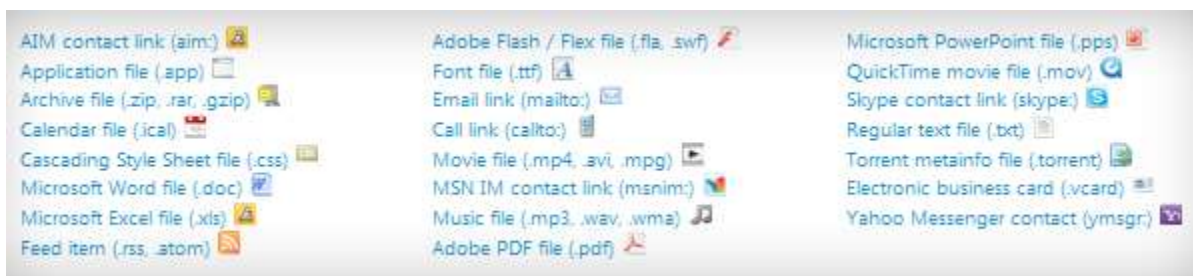 AIM contact link (aim:)
Application file (.app)
Archive file (.zip, .rar, .gzip)
Calendar file (.ical)
Cascading Style Sheet file (.css)
Microsoft Word file (.doc)
Microsoft Excel file (.xls)
Feed item (.rss, .atom)
Adobe Flash / Flex file (.fla, .swf)
Font file (.ttf)
Email link (mailto:)
Call link (callto:)
Movie file (.mp4, .avi, .mpg)
MSN IM contact link (msnim:)
Music file (.mp3, .wav, .wma)
Adobe PDF file (.pdf)
Microsoft PowerPoint file (.pps)
QuickTime movie file (.mov)
Skype contact link (skype:)
Regular text file (.txt)
Torrent metainfo file (.torrent)
Electronic business card (.vcard)
Yahoo Messenger contact (ymsgr:)